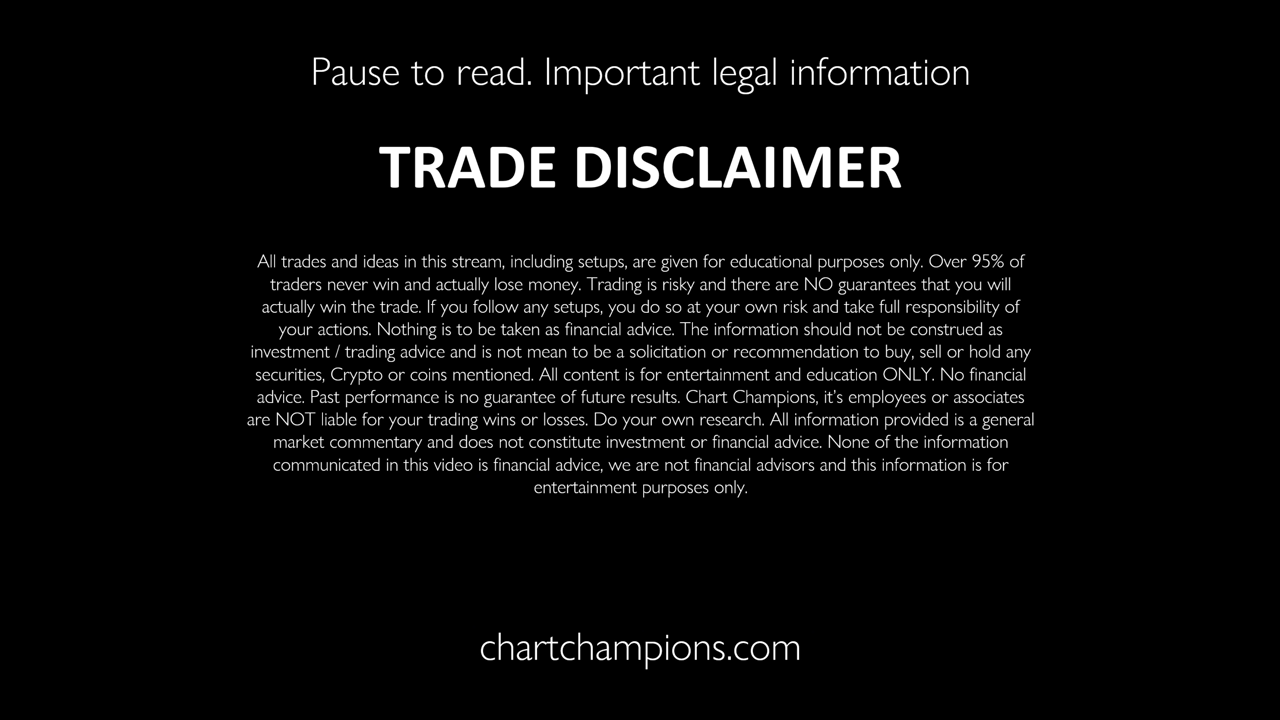 Pause to read. Important legal information
TRADE DISCLAIMER
All trades and ideas in this stream, including setups, are given for educational purposes only. Over 95% of
traders never win and actually lose money. Trading is risky and there are NO guarantees that you will
actually win the trade. If you follow any setups, you do so at your own risk and take full responsibility of
your actions. Nothing is to be taken as financial advice. The information should not be construed as
investment / trading advice and is not mean to be a solicitation or recommendation to buy, sell or hold any
securities, Crypto or coins mentioned. All content is for entertainment and education ONLY. No financial
advice. Past performance is no guarantee of future results. Chart Champions, it's employees or associates
are NOT liable for your trading wins or losses. Do your own research. All information provided is a general
market commentary and does not constitute investment or financial advice. None of the information
communicated in this video is financial advice, we are not financial advisors and this information is for
entertainment purposes only.
chartchampions.com